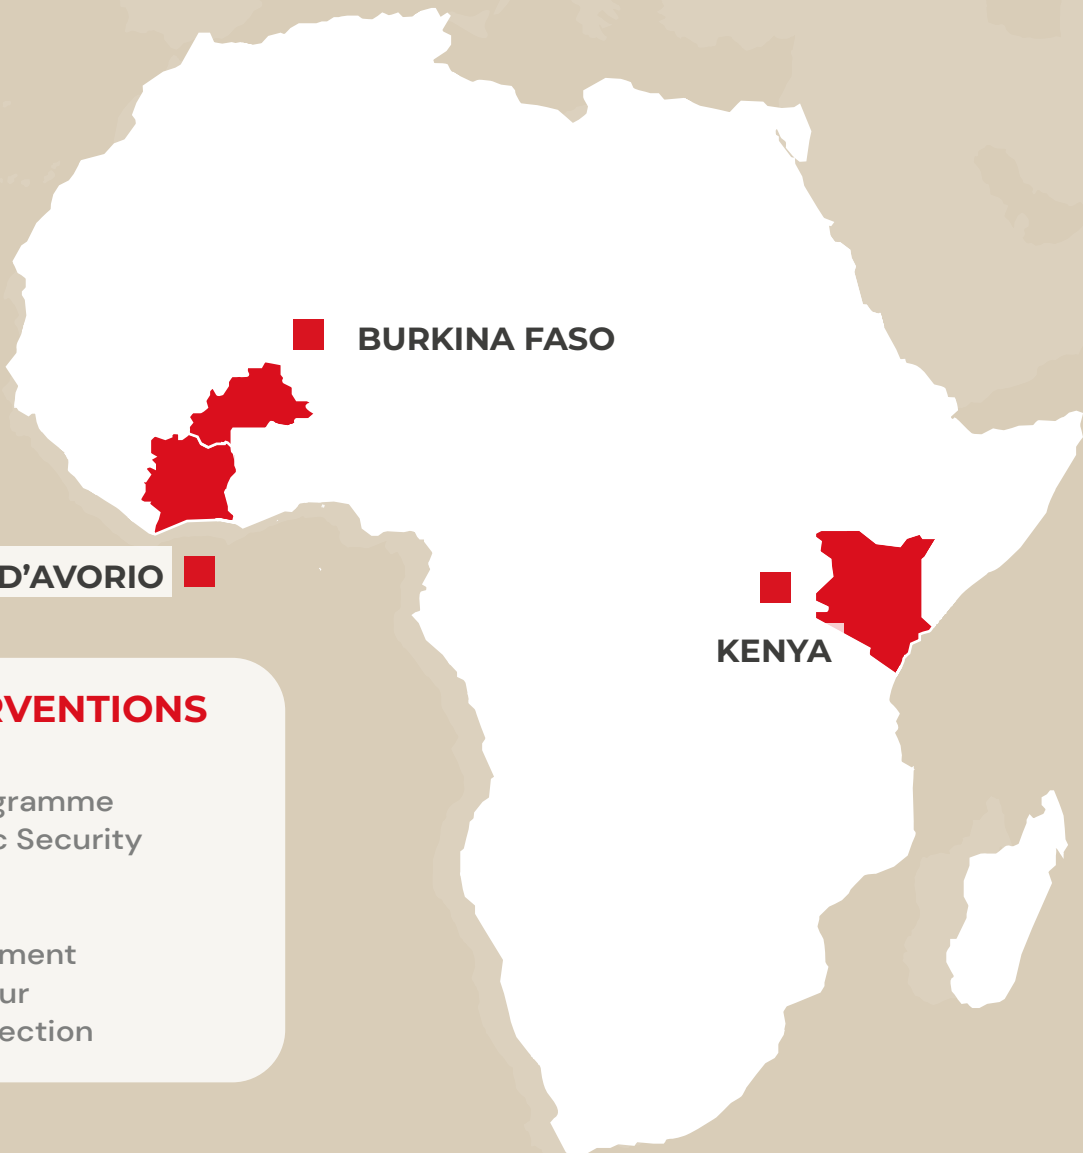 BURKINA FASO
D’AVORIO
KENYA
RVENTIONS
gramme
c Security
ment
ur
ection